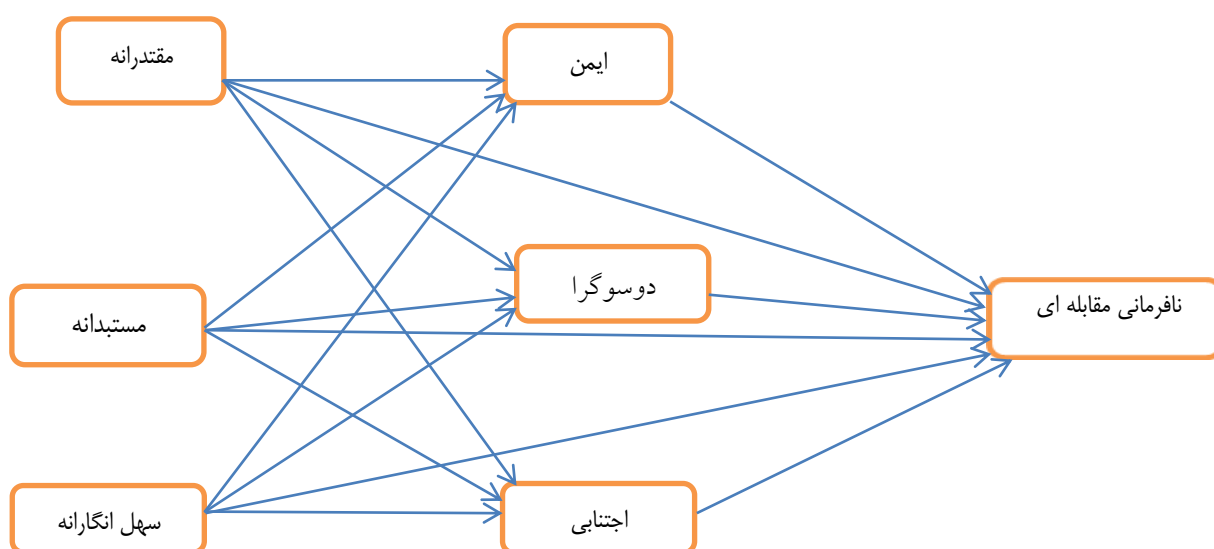 مقتدرانه
ایمن
دوسوگرا
نافرمانی مقابله ای
مستبدانه
سهل انگارانه
اجتنابی